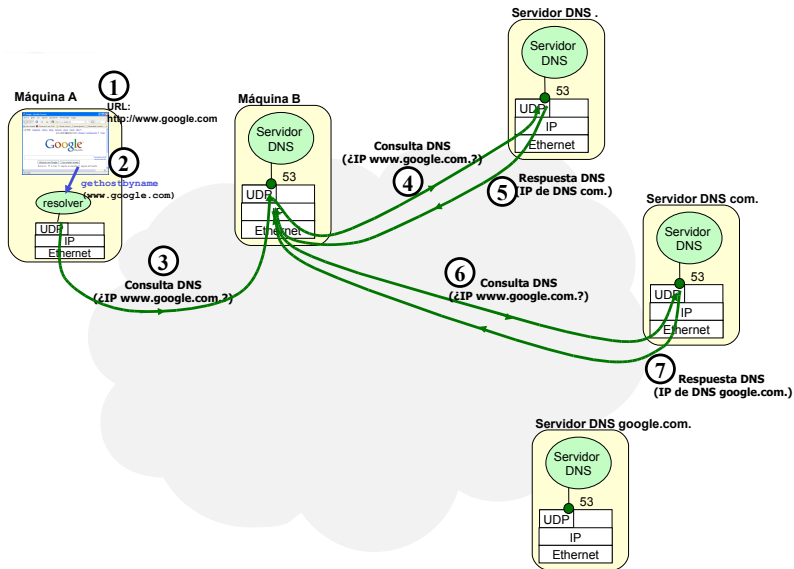 Servidor DNS .
Servidor
DNS
53
UDP
IP
Ethernet
1
URL:
http://www.google.com
Máquina A
Google
2
gethostbyname
(www.google.com)
resolver
UDP
IP
Ethernet
Máquina B
Servidor
DNS
53
UDP
IP
Ethernet
3
Consulta DNS
(¿IP www.google.com.?)
4
Consulta DNS
(¿IP www.google.com.?)
5
Respuesta DNS
(IP de DNS com.)
Servidor DNS com.
Servidor
DNS
53
UDP
IP
Ethernet
6
Consulta DNS
(¿IP www.google.com.?)
7
Respuesta DNS
(IP de DNS google.com.)
Servidor DNS google.com.
Servidor
DNS
53
UDP
IP
Ethernet